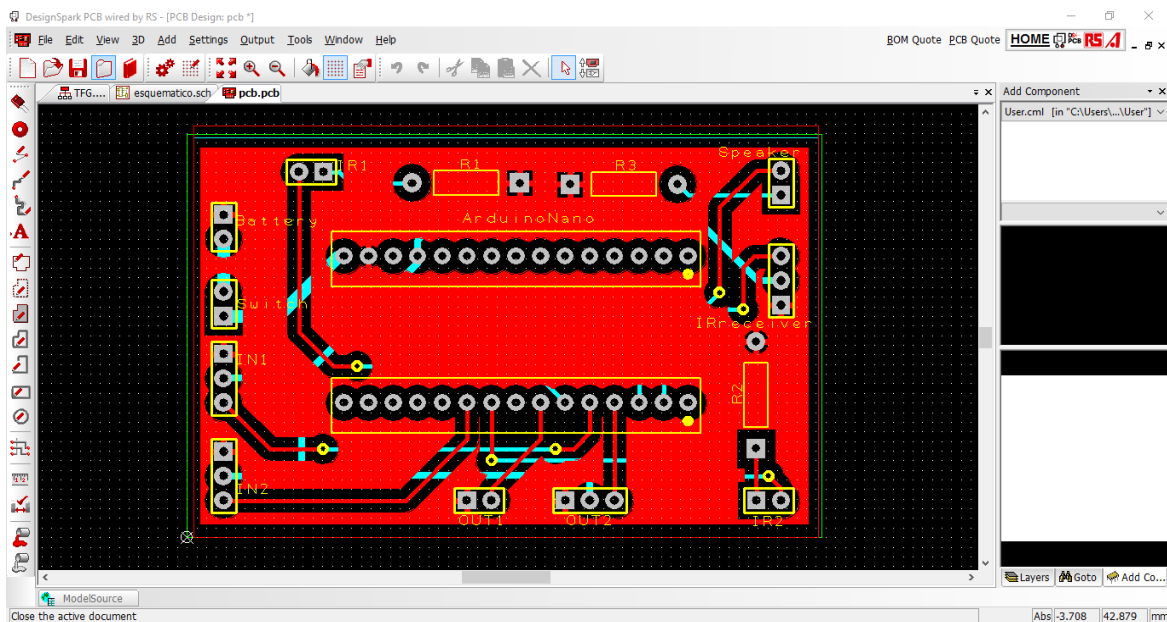 DesignSpark PCB wired by RS - [PCB Design: pcb *]
File Edit View 3D Add Settings Output Tools Window Help
BOM Quote PCB Quote HOME PCB RS
TFG.... esquematico.sch pcb.pcb
Add Component
User.cml [in "C:\Users\...\User"]
Speaker
IR1 R1 R3
Battery ArduinoNano
Switch
IRreceiver
IN1
R2
IN2
OUT1 OUT2 IR2
Layers Goto Add Co...
ModelSource
Close the active document
Abs -3.708 42.879 mm